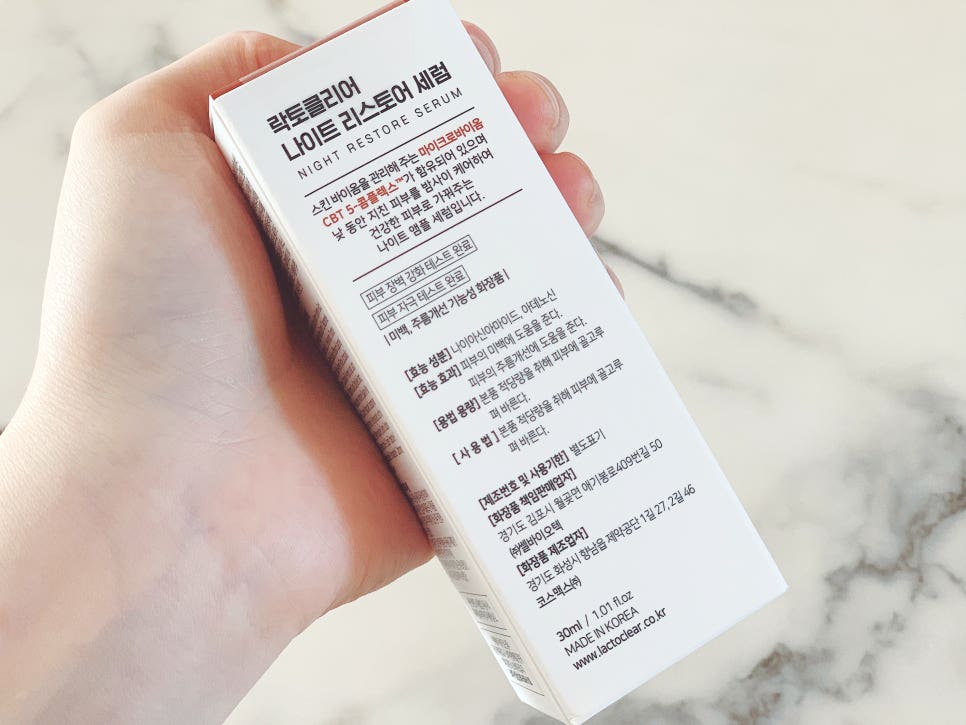 락토클리어
나이트 리스토어 세럼
NIGHT RESTORE SERUM
스킨 바이옴을 관리해 주는 마이크로바이옴
CBT 5-콤플렉스™가 함유되어 있으며
낮 동안 지친 피부를 밤사이 케어하여
건강한 피부로 가꿔주는
나이트 앰플 세럼입니다.
피부 장벽 강화 테스트 완료
피부 자극 테스트 완료
| 미백, 주름개선 기능성 화장품 |
[효능 성분] 나이아신아마이드, 아데노신
[효능 효과] 피부의 미백에 도움을 준다.
피부의 주름개선에 도움을 준다.
[용법 용량] 본품 적당량을 취해 피부에 골고루
펴 바른다.
[ 사 용 법 ] 본품 적당량을 취해 피부에 골고루
펴 바른다.
[제조번호 및 사용기한] 별도표기
[화장품 책임판매업자]
경기도 김포시 월곶면 애기봉로409번길 50
㈜쎌바이오텍
[화장품 제조업자]
경기도 화성시 향남읍 제약공단 1길 27, 2길 46
코스맥스㈜
30ml / 1.01 fl.oz
MADE IN KOREA
www.lactoclear.co.kr